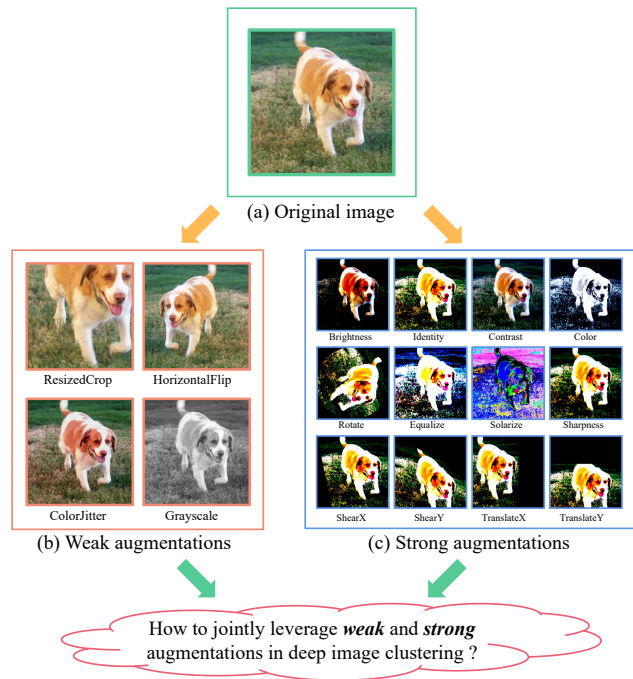 (a) Original image
ResizedCrop HorizontalFlip
ColorJitter Grayscale
(b) Weak augmentations
Brightness Identity Contrast Color
Rotate Equalize Solarize Sharpness
ShearX ShearY TranslateX TranslateY
(c) Strong augmentations
How to jointly leverage weak and strong
augmentations in deep image clustering ?